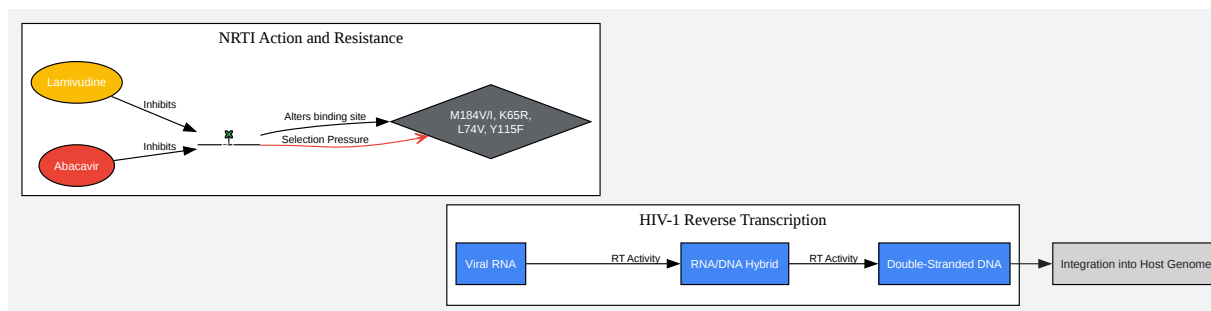 NRTI Action and Resistance
Lamivudine
Inhibits
Abacavir
Inhibits
Alters binding site
Selection Pressure
M184V/I, K65R,
L74V, Y115F
HIV-1 Reverse Transcription
Viral RNA
RT Activity
RNA/DNA Hybrid
RT Activity
Double-Stranded DNA
Integration into Host Genome